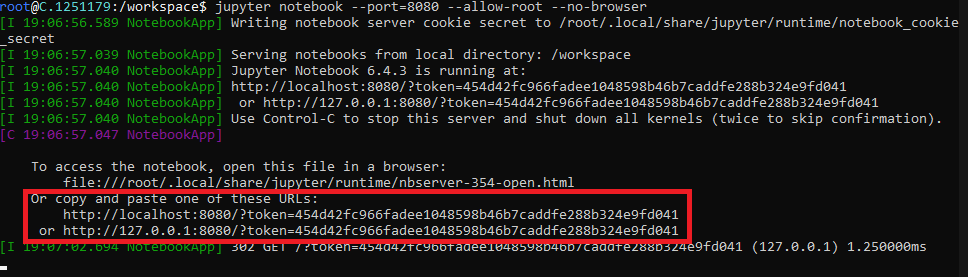 root@C.1251179:/workspace$ jupyter notebook --port=8080 --allow-root --no-browser
[I 19:06:56.589 NotebookApp] Writing notebook server cookie secret to /root/.local/share/jupyter/runtime/notebook_cookie
_secret
[I 19:06:57.039 NotebookApp] Serving notebooks from local directory: /workspace
[I 19:06:57.040 NotebookApp] Jupyter Notebook 6.4.3 is running at:
[I 19:06:57.040 NotebookApp] http://localhost:8080/?token=454d42fc966fadee1048598b46b7caddfe288b324e9fd041
[I 19:06:57.040 NotebookApp]  or http://127.0.0.1:8080/?token=454d42fc966fadee1048598b46b7caddfe288b324e9fd041
[I 19:06:57.040 NotebookApp] Use Control-C to stop this server and shut down all kernels (twice to skip confirmation).
[C 19:06:57.047 NotebookApp]
To access the notebook, open this file in a browser:
file:///root/.local/share/jupyter/runtime/nbserver-354-open.html
Or copy and paste one of these URLs:
http://localhost:8080/?token=454d42fc966fadee1048598b46b7caddfe288b324e9fd041
or http://127.0.0.1:8080/?token=454d42fc966fadee1048598b46b7caddfe288b324e9fd041
[I 19:07:02.694 NotebookApp] 302 GET /?token=454d42fc966fadee1048598b46b7caddfe288b324e9fd041 (127.0.0.1) 1.250000ms